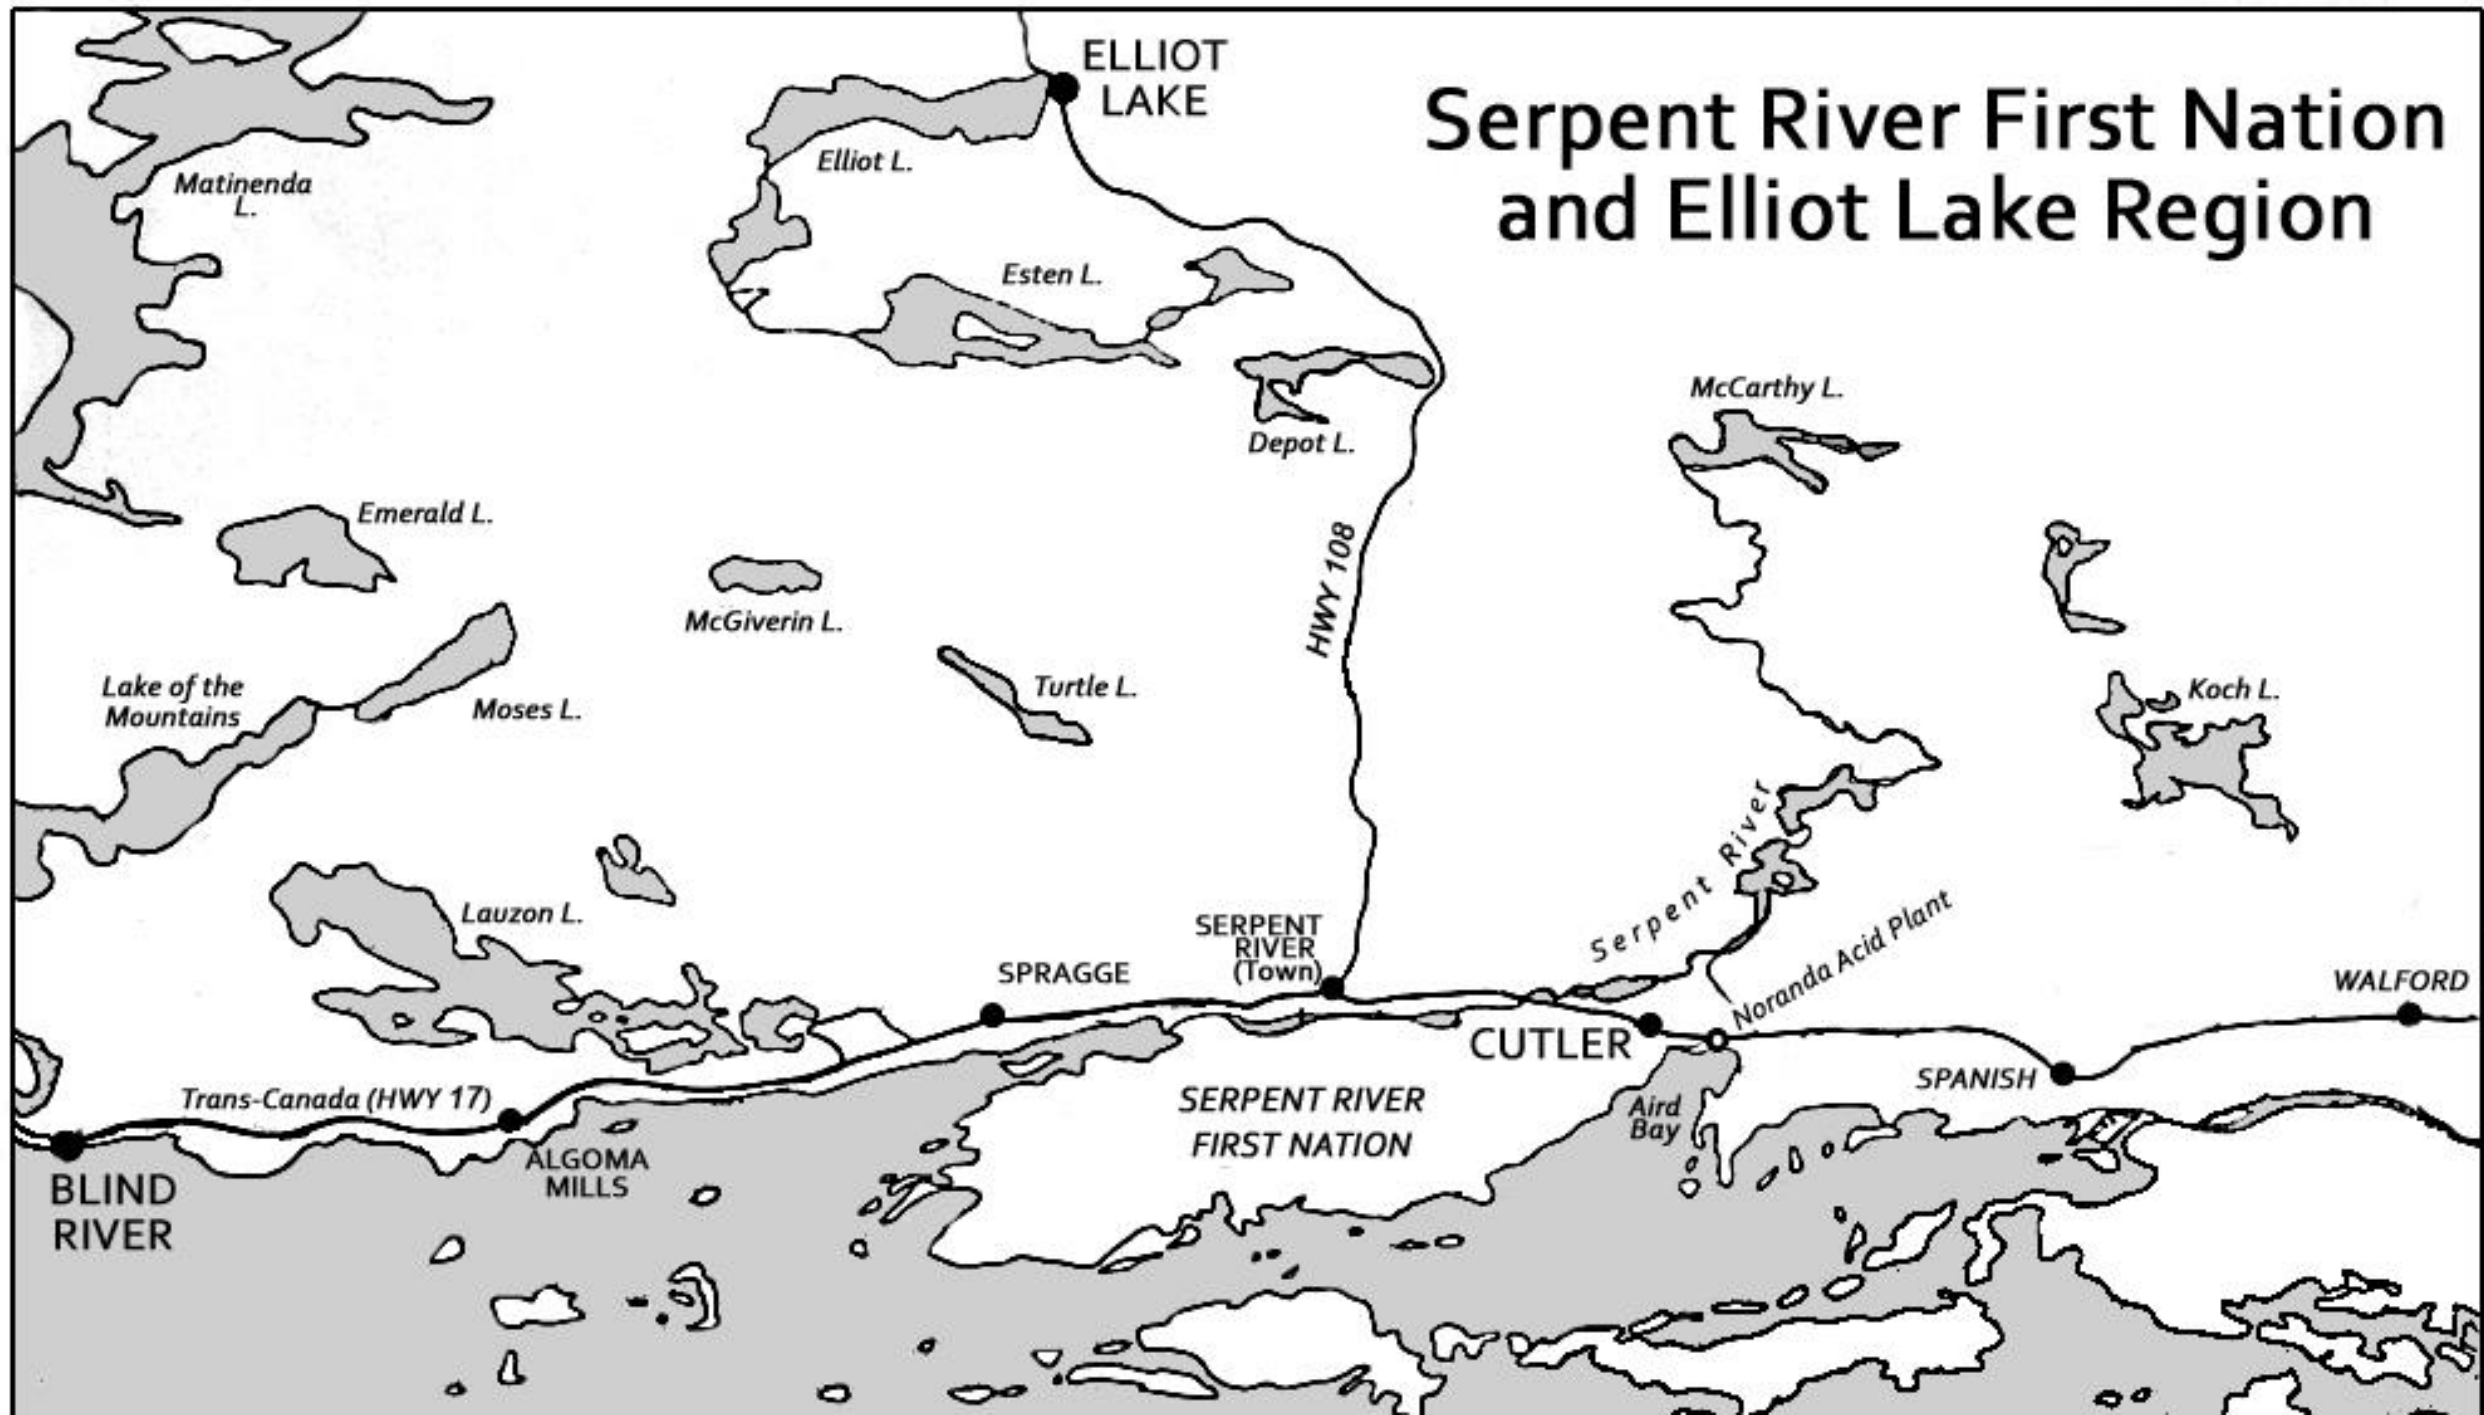 Serpent River First Nation
and Elliot Lake Region
ELLIOT
LAKE
Elliot L.
Matinenda
L.
Esten L.
Depot L.
McCarthy L.
Emerald L.
HWY 108
McGiverin L.
Turtle L.
Lake of the
Mountains
Moses L.
Koch L.
Lauzon L.
Serpent River
Noranda Acid Plant
SERPENT
RIVER
(Town)
SPRAGGE
WALFORD
CUTLER
SPANISH
Trans-Canada (HWY 17)
SERPENT RIVER
FIRST NATION
Aird
Bay
ALGOMA
MILLS
BLIND
RIVER